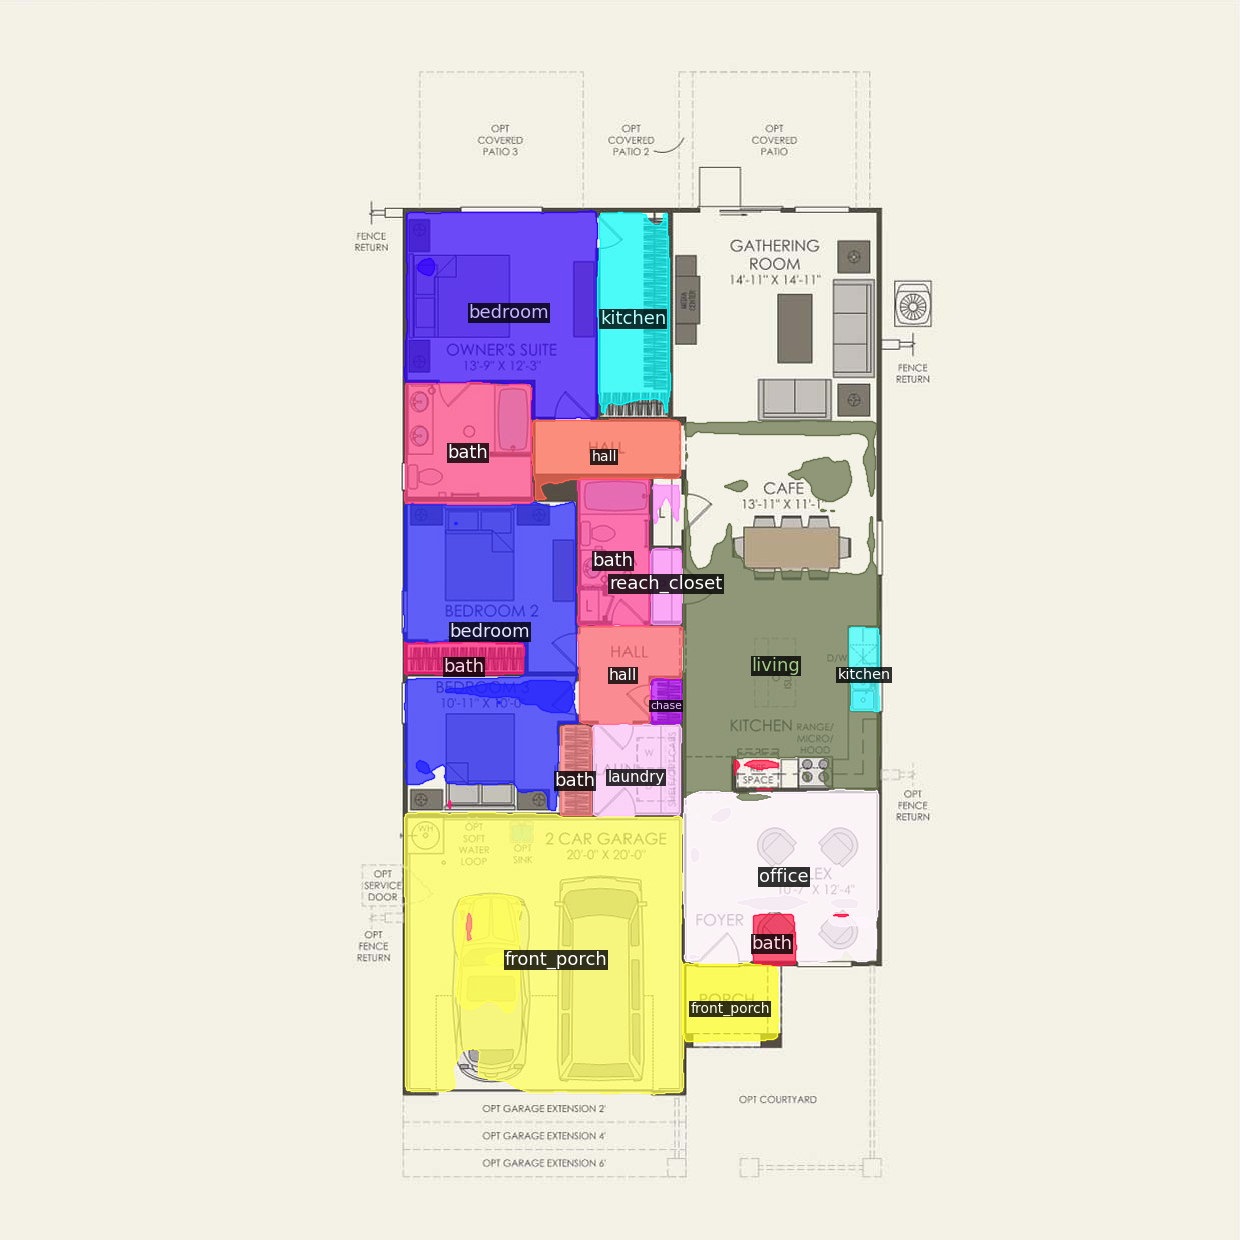 OPT
COVERED
PATIO 3
OPT
COVERED
PATIO 2
OPT
COVERED
PATIO
FENCE
RETURN
GATHERING
ROOM
14'-11" X 14'-11"
MEDIA
CENTER
bedroom
kitchen
OWNER'S SUITE
13'-9" X 12'-3"
FENCE
RETURN
bath
HALL
hall
CAFE
13'-11" X 11'-1"
L
bath
reach_closet
L
BEDROOM 2
bedroom
HALL
bath
hall
living
D/W
kitchen
BEDROOM 3
10'-11" X 10'-0"
chase
KITCHEN
RANGE/
MICRO/
HOOD
W
bath
laundry
SPACE
OPT
FENCE
RETURN
WH
OPT
SOFT
WATER
LOOP
OPT
SINK
2 CAR GARAGE
20'-0" X 20'-0"
OPT
SERVICE
DOOR
office
LEX
10'-7" X 12'-4"
FOYER
OPT
FENCE
RETURN
bath
front_porch
PORCH
front_porch
OPT COURTYARD
OPT GARAGE EXTENSION 2'
OPT GARAGE EXTENSION 4'
OPT GARAGE EXTENSION 6'